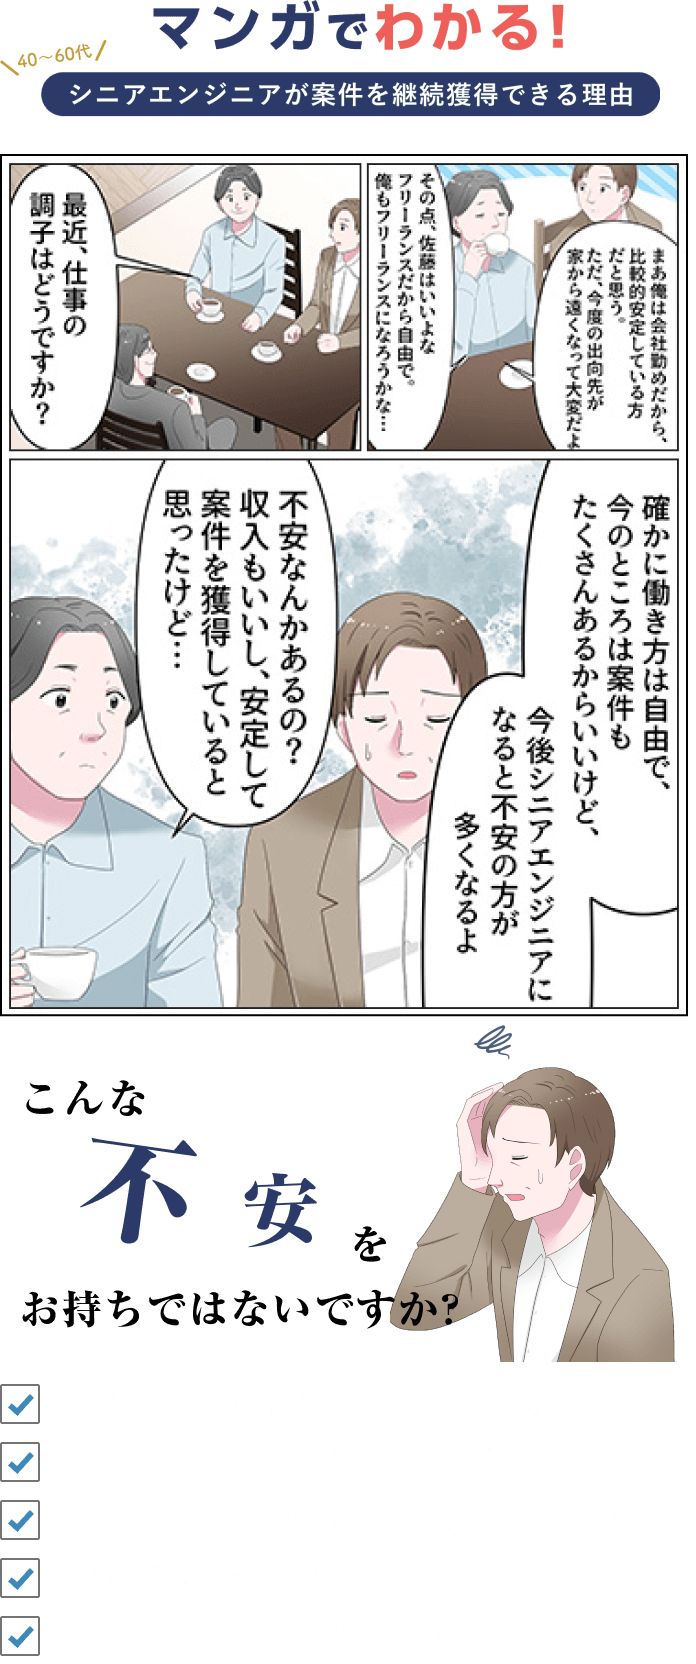 マンガでわかる!
40〜60代
シニアエンジニアが案件を継続獲得できる理由
まあ俺は会社勤めだから、
比較的安定している方
だと思う。
ただ、今度の出向先が
家から遠くなって大変だよ
その点、佐藤はいいよな
フリーランスだから自由で。
俺もフリーランスになろうかな…
最近、仕事の
調子はどうですか?
確かに働き方は自由で、
今のところは案件も
たくさんあるからいいけど、
今後シニアエンジニアに
なると不安の方が
多くなるよ
不安なんかあるの?
収入もいいし、安定して
案件を獲得していると
思ったけど…
こんな
不安を
お持ちではないですか?